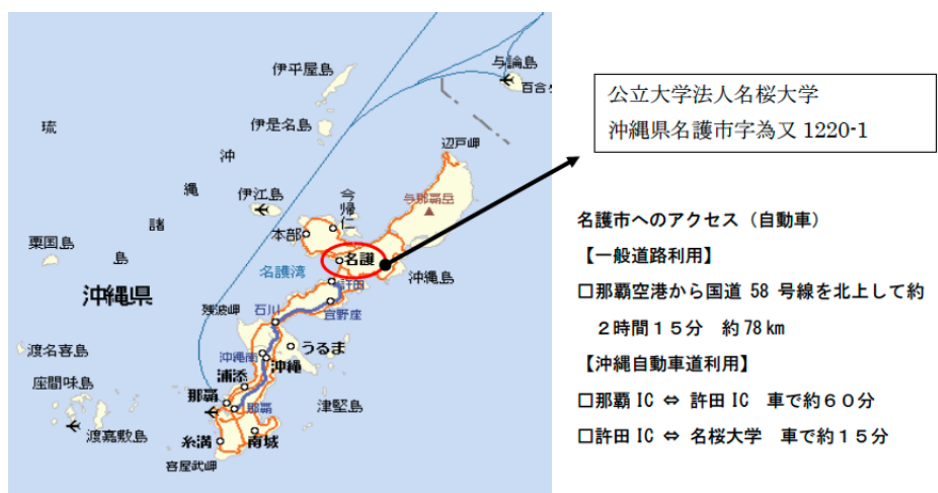 伊平屋島
与論島
百合ヶ
琉
伊是名島
沖
辺戸岬
縄
伊江島
今帰仁
与那覇岳
諸
本部
粟国島
島
名護
名護湾
沖縄島
許田
沖縄県
残波岬
石川
宜野座
渡名喜島
うるま
沖縄南
沖縄
座間味島
浦添
那覇
那覇
津堅島
渡嘉敷島
糸満
南城
喜屋武岬
公立大学法人名桜大学
沖縄県名護市字為又 1220-1
名護市へのアクセス（自動車）
【一般道路利用】
□那覇空港から国道 58 号線を北上して約
２時間１５分　約 78 km
【沖縄自動車道利用】
□那覇 IC ⇔ 許田 IC　車で約６０分
□許田 IC ⇔ 名桜大学　車で約１５分